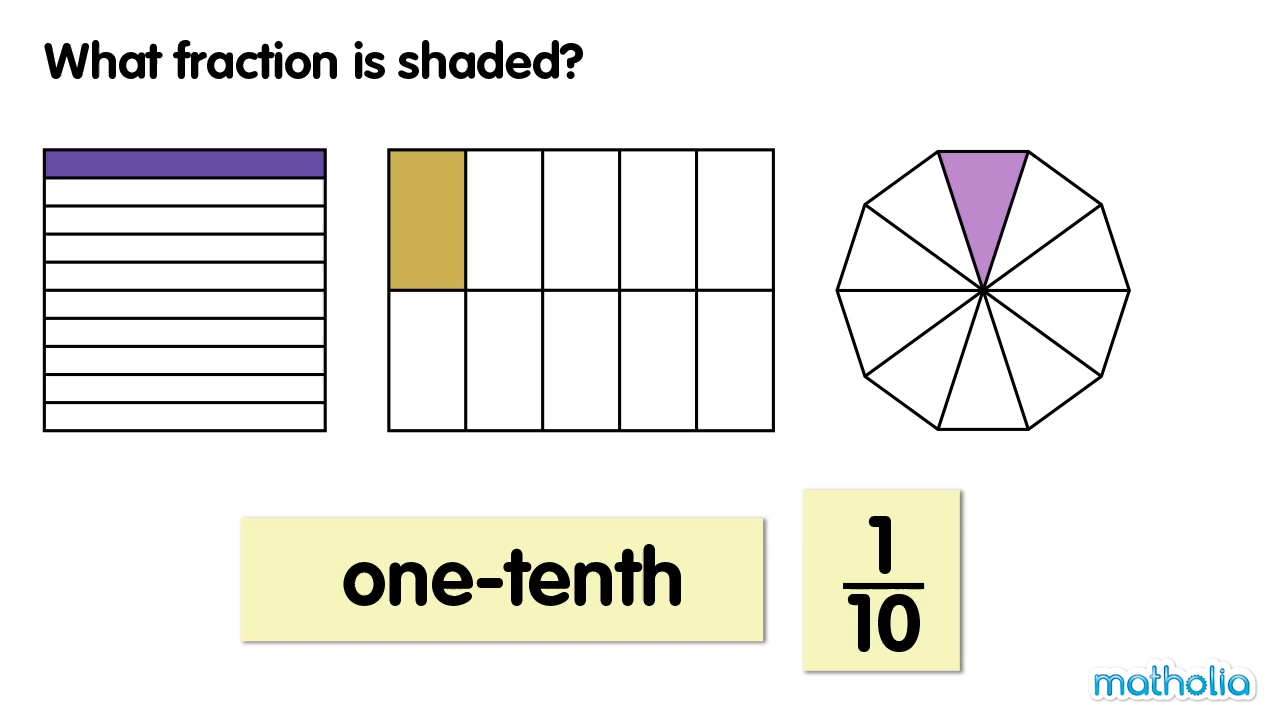 What fraction is shaded?
one-tenth
1
10
matholia